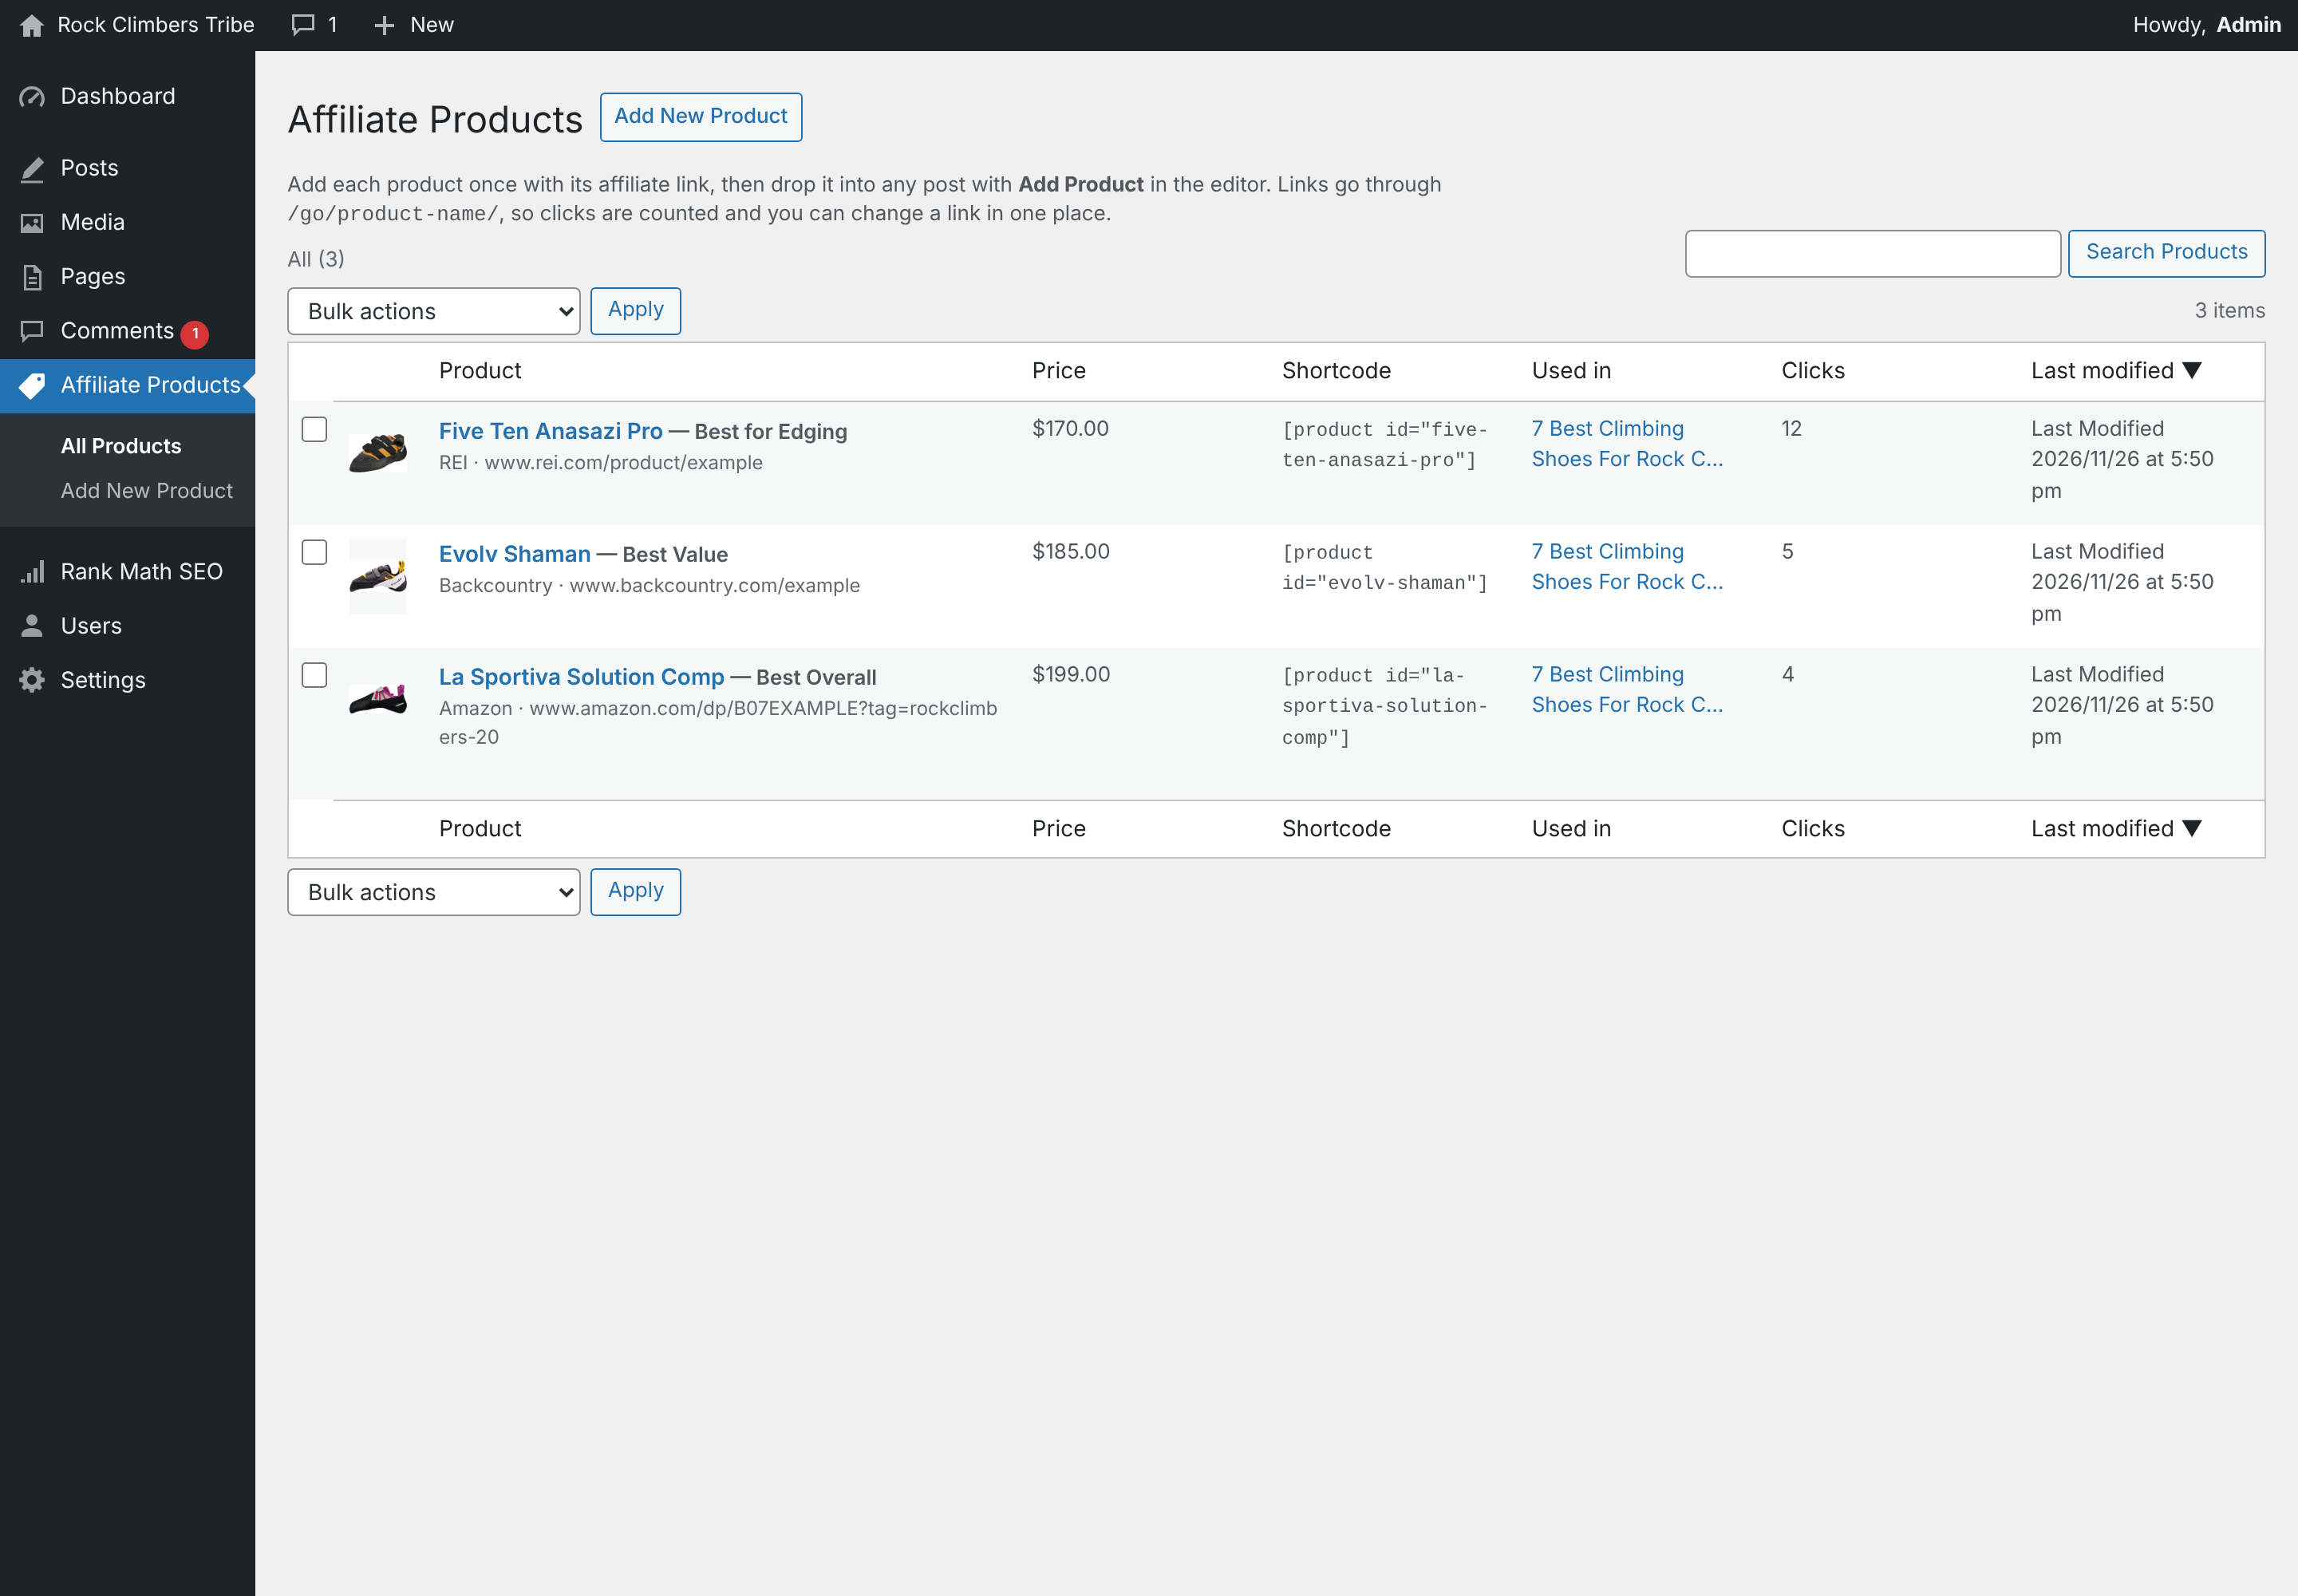 Rock Climbers Tribe
1
New
Howdy, Admin
Dashboard
Posts
Media
Pages
Comments 1
Affiliate Products
All Products
Add New Product
Rank Math SEO
Users
Settings
Affiliate Products
Add New Product
Add each product once with its affiliate link, then drop it into any post with Add Product in the editor. Links go through
/go/product-name/, so clicks are counted and you can change a link in one place.
All (3)
Search Products
Bulk actions
Apply
3 items
Product Price Shortcode Used in Clicks Last modified ▼
Five Ten Anasazi Pro — Best for Edging
REI · www.rei.com/product/example
$170.00
[product id="five-
ten-anasazi-pro"]
7 Best Climbing
Shoes For Rock C...
12
Last Modified
2026/11/26 at 5:50
pm
Evolv Shaman — Best Value
Backcountry · www.backcountry.com/example
$185.00
[product
id="evolv-shaman"]
7 Best Climbing
Shoes For Rock C...
5
Last Modified
2026/11/26 at 5:50
pm
La Sportiva Solution Comp — Best Overall
Amazon · www.amazon.com/dp/B07EXAMPLE?tag=rockclimb
ers-20
$199.00
[product id="la-
sportiva-solution-
comp"]
7 Best Climbing
Shoes For Rock C...
4
Last Modified
2026/11/26 at 5:50
pm
Product Price Shortcode Used in Clicks Last modified ▼
Bulk actions
Apply